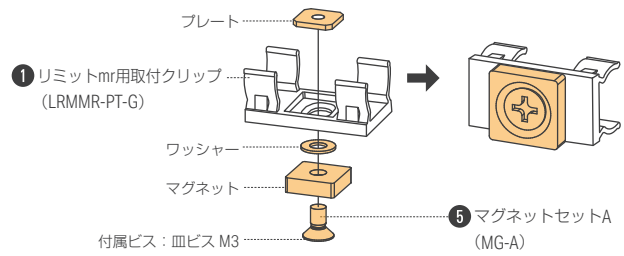 プレート
1 リミットmr用取付クリップ
（LRMMR-PT-G）
ワッシャー
マグネット
付属ビス：皿ビス M3
5 マグネットセットA
（MG-A）